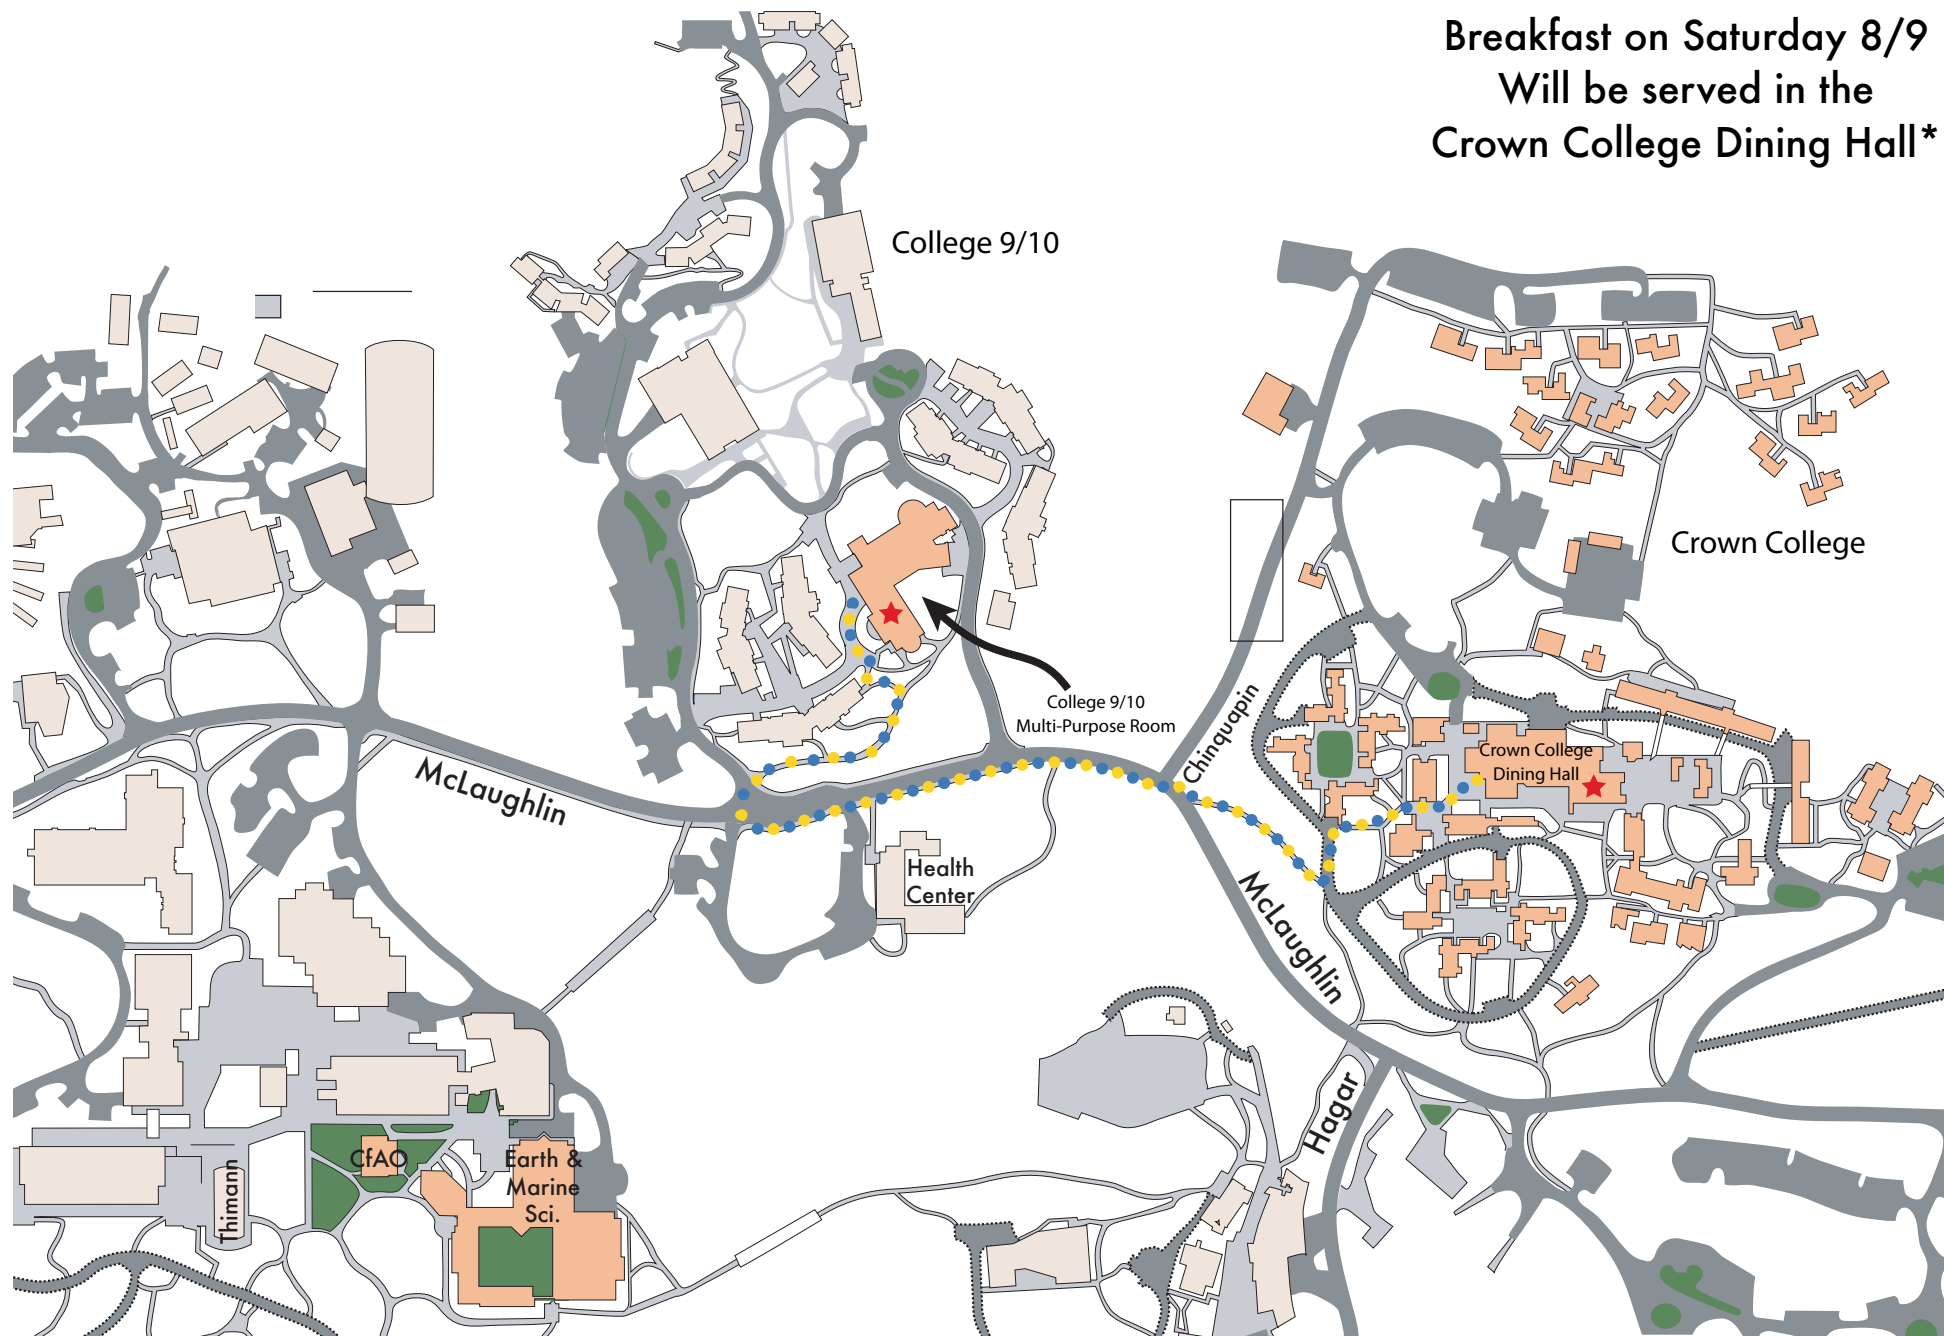 Breakfast on Saturday 8/9
Will be served in the
Crown College Dining Hall*
College 9/10
Crown College
College 9/10
Multi-Purpose Room
Chinquapin
Crown College
Dining Hall
McLaughlin
Health
Center
McLaughlin
Hagar
CfAO
Earth &
Marine
Sci.
Thimann